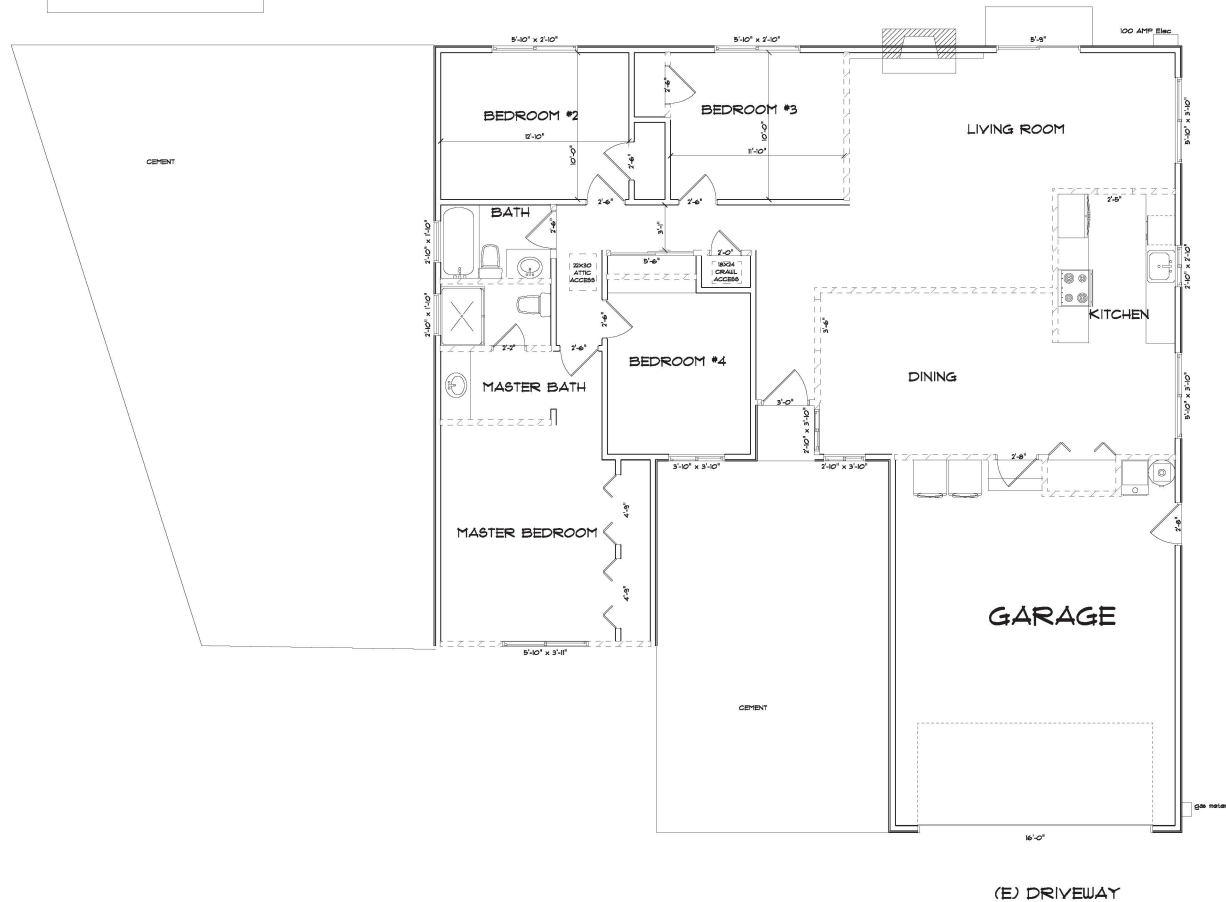 5'-10" x 2'-10"
5'-10" x 2'-10"
5'-9"
100 AMP Elec
BEDROOM #2
12'-10"
10'-0"
2'-6"
2'-6"
BEDROOM #3
11'-10"
10'-0"
2'-6"
2'-6"
LIVING ROOM
5'-10" x 3'-10"
CEMENT
BATH
2'-6"
2'-10" x 1'-10"
3'-1"
5'-6"
2'-0"
22X30
ATTIC
ACCESS
18X24
CRAWL
ACCESS
2'-5"
2'-10" x 2'-0"
KITCHEN
2'-10" x 1'-10"
2'-2"
2'-6"
2'-6"
3'-6"
BEDROOM #4
MASTER BATH
DINING
5'-10" x 3'-10"
3'-0"
2'-10" x 3'-10"
3'-10" x 3'-10"
2'-10" x 3'-10"
2'-8"
MASTER BEDROOM
4'-9"
4'-9"
2'-8"
GARAGE
5'-10" x 3'-11"
CEMENT
gas meter
16'-0"
(E) DRIVEWAY